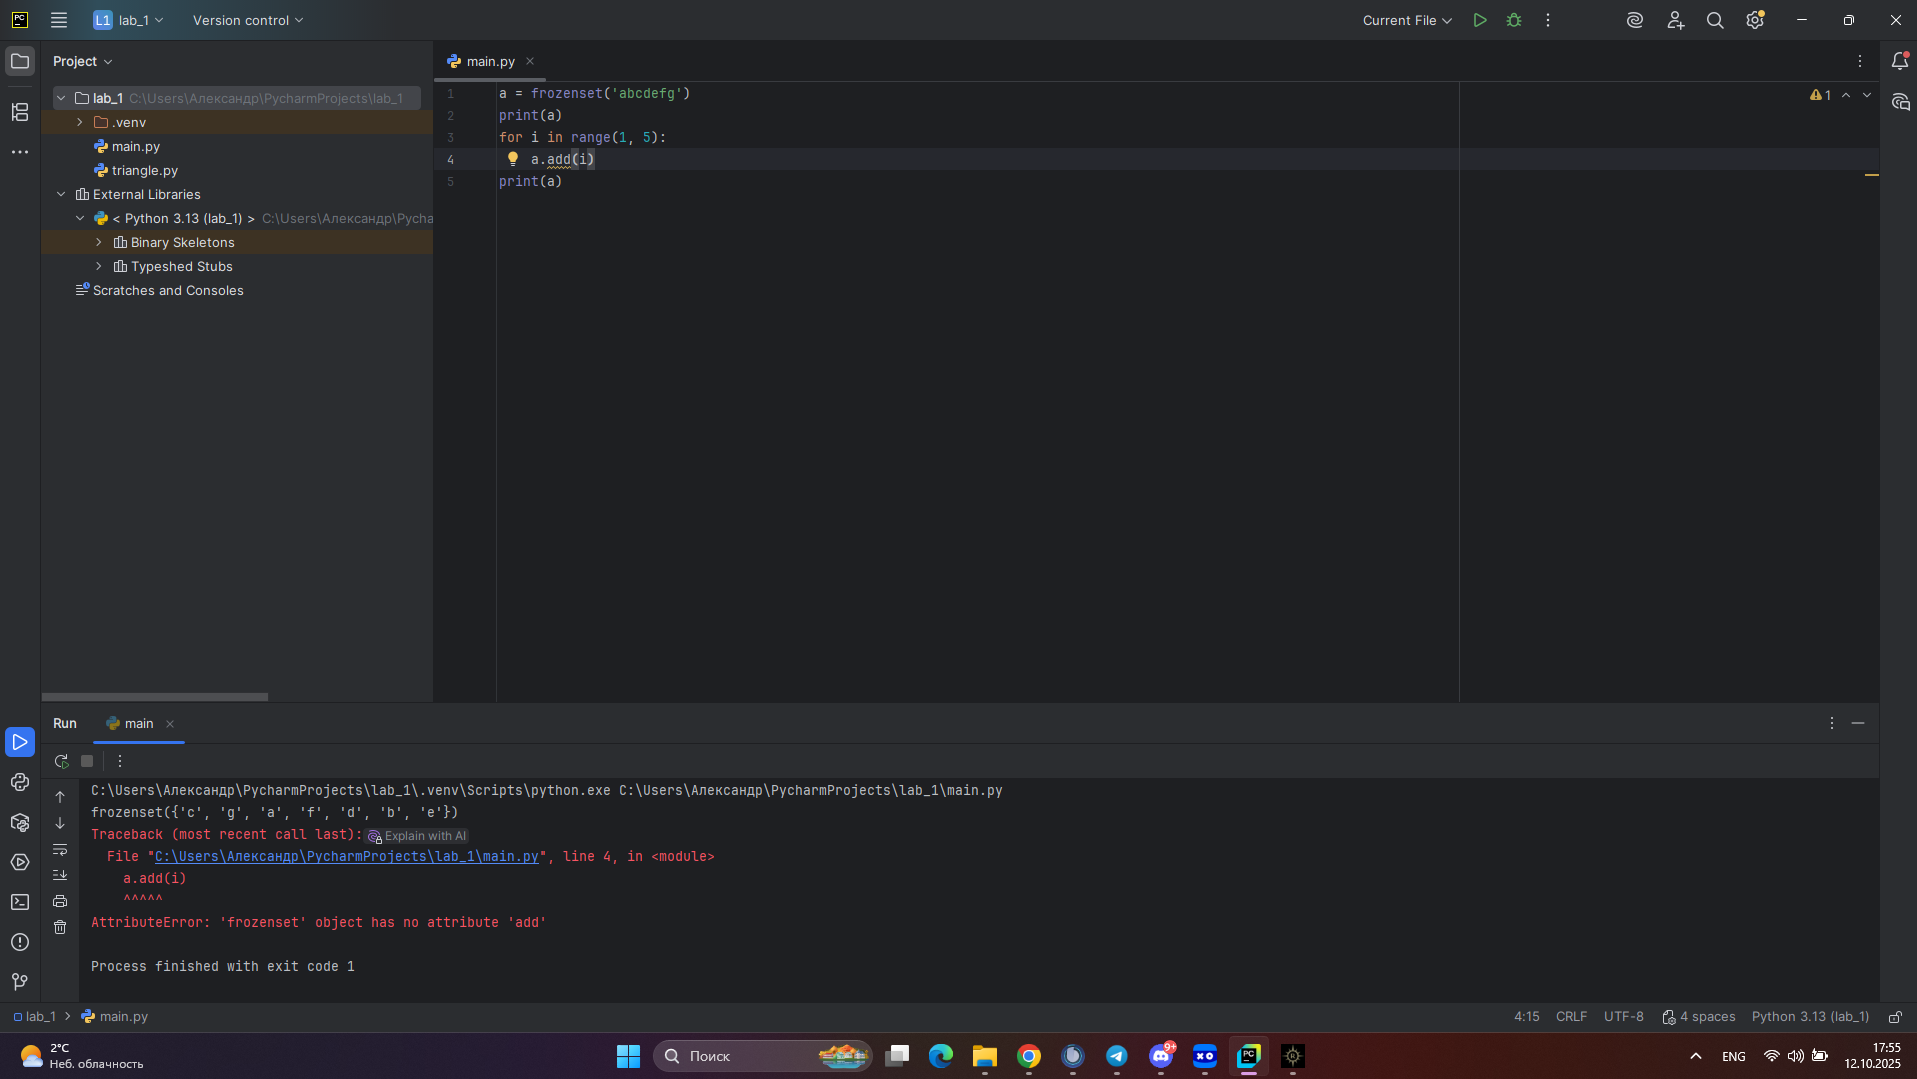 PC
L1 lab_1
Version control
Current File
Project
main.py
lab_1 C:\Users\Александр\PycharmProjects\lab_1
.venv
main.py
triangle.py
External Libraries
< Python 3.13 (lab_1) > C:\Users\Александр\Pycha
Binary Skeletons
Typeshed Stubs
Scratches and Consoles
1 a = frozenset('abcdefg')
2 print(a)
3 for i in range(1, 5):
4     a.add(i)
5 print(a)
1
Run
main
C:\Users\Александр\PycharmProjects\lab_1\.venv\Scripts\python.exe C:\Users\Александр\PycharmProjects\lab_1\main.py
frozenset({'c', 'g', 'a', 'f', 'd', 'b', 'e'})
Traceback (most recent call last): Explain with AI
  File "C:\Users\Александр\PycharmProjects\lab_1\main.py", line 4, in <module>
    a.add(i)
    ^^^^^
AttributeError: 'frozenset' object has no attribute 'add'
Process finished with exit code 1
lab_1 > main.py
4:15 CRLF UTF-8 4 spaces Python 3.13 (lab_1)
2°C
Неб. облачность
Поиск
9+
XO
PC
R
ENG
17:55
12.10.2025